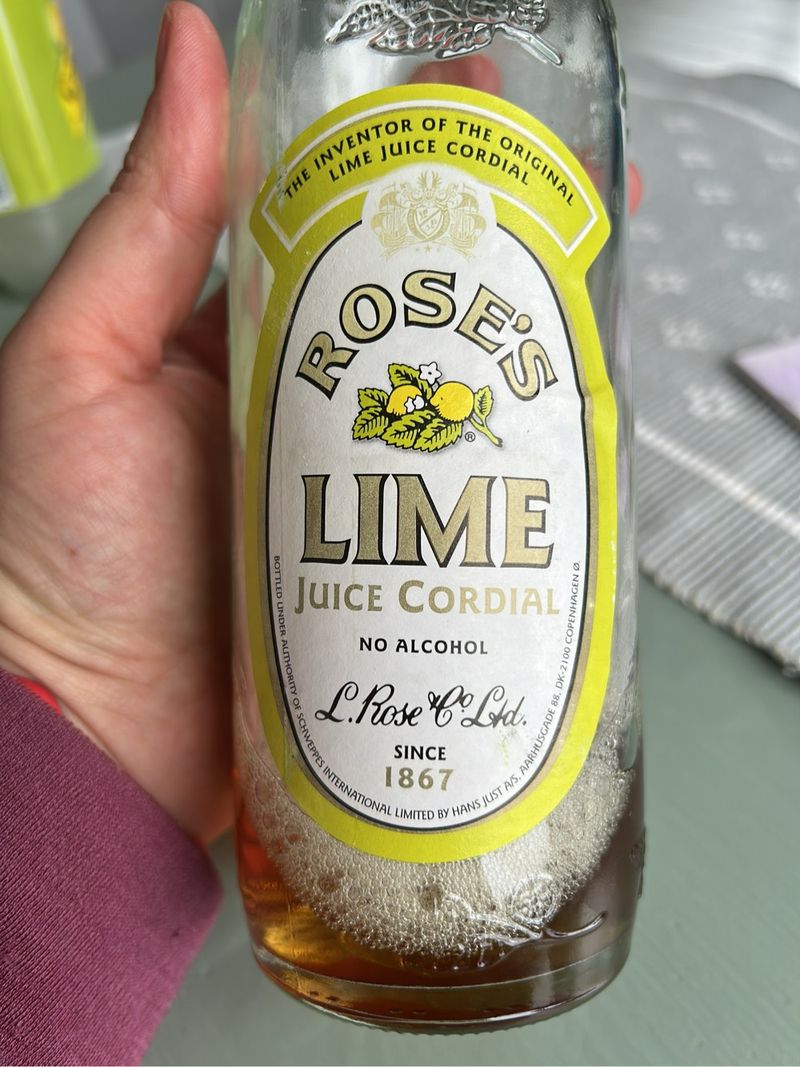 THE INVENTOR OF THE ORIGINAL
LIME JUICE CORDIAL
ROSE'S
®
LIME
JUICE CORDIAL
NO ALCOHOL
L. Rose & Co Ltd.
SINCE
1867
BOTTLED UNDER AUTHORITY OF SCHWEPPES INTERNATIONAL LIMITED BY HANS JUST A/S, AARHUSGADE 88, DK-2100 COPENHAGEN Ø.